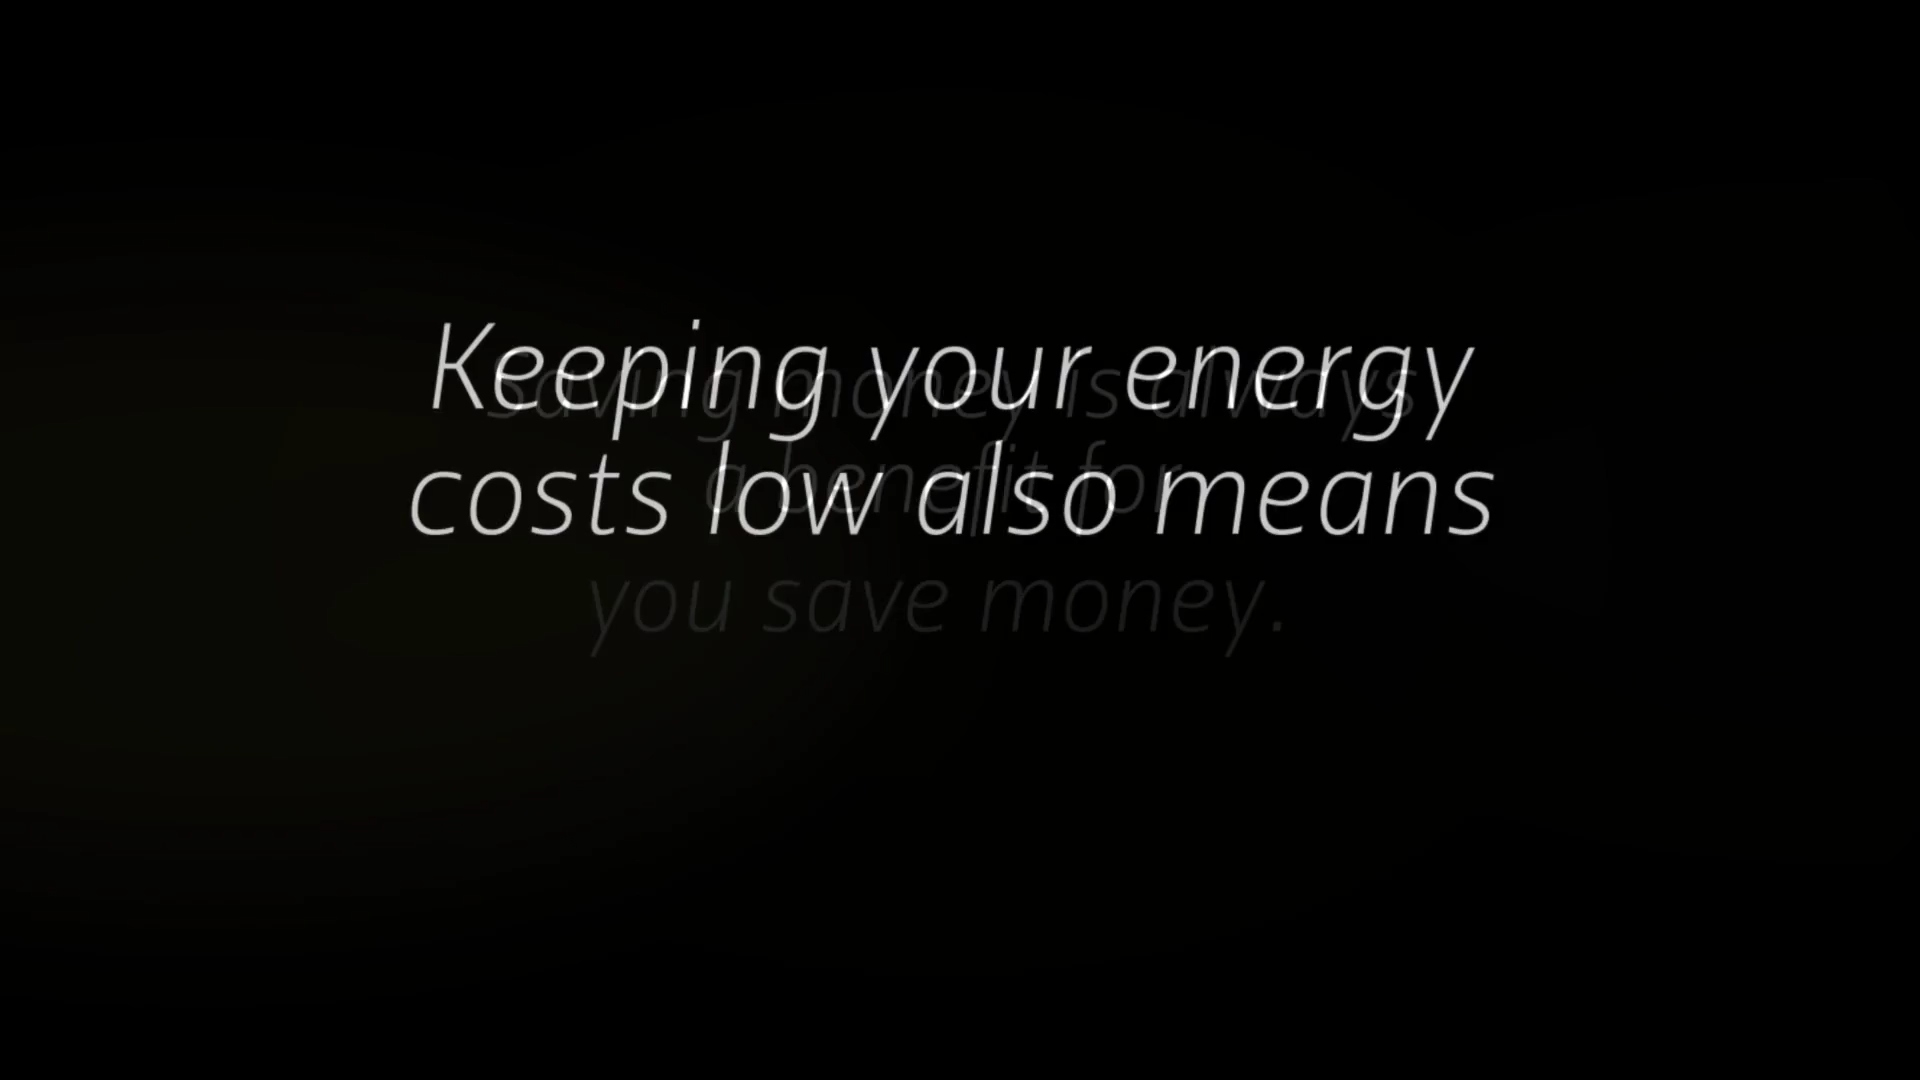 Keeping your energy
costs low also means
you save money.
Saving money is always
a benefit for